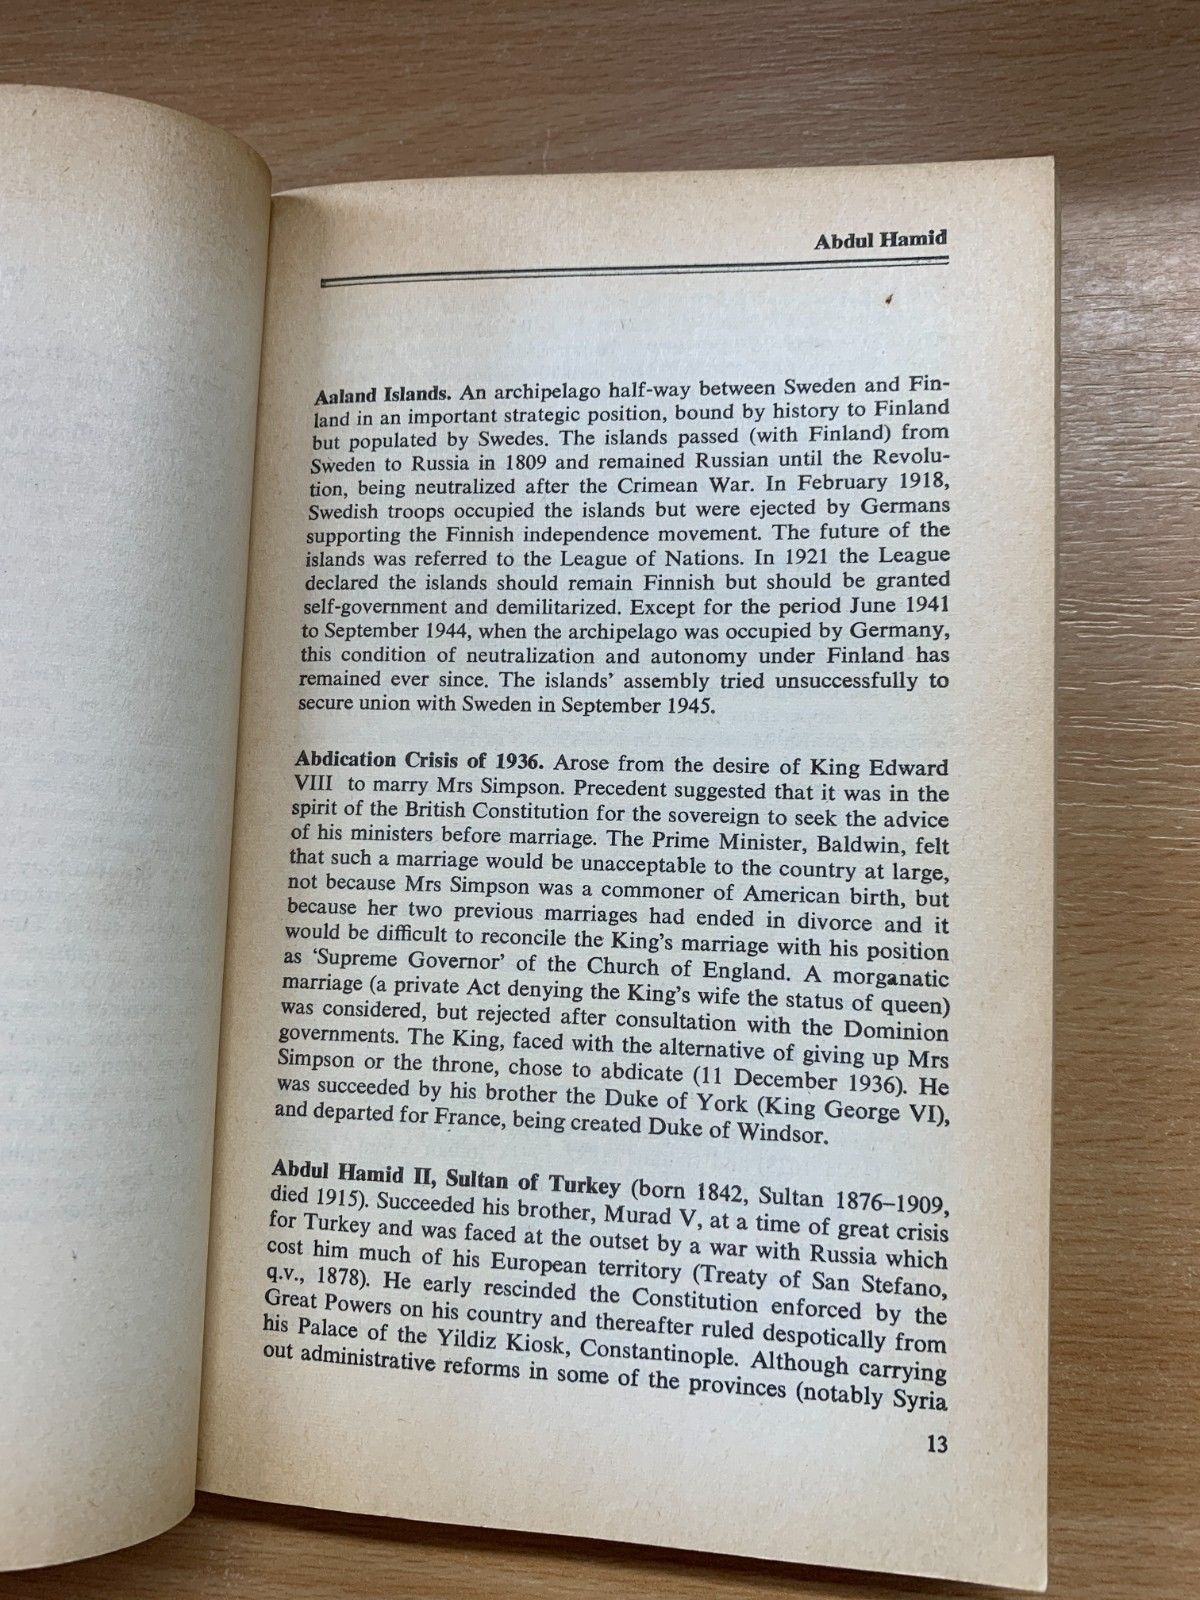 Abdul Hamid
Aaland Islands. An archipelago half-way between Sweden and Fin-
land in an important strategic position, bound by history to Finland
but populated by Swedes. The islands passed (with Finland) from
Sweden to Russia in 1809 and remained Russian until the Revolu-
tion, being neutralized after the Crimean War. In February 1918,
Swedish troops occupied the islands but were ejected by Germans
supporting the Finnish independence movement. The future of the
islands was referred to the League of Nations. In 1921 the League
declared the islands should remain Finnish but should be granted
self-government and demilitarized. Except for the period June 1941
to September 1944, when the archipelago was occupied by Germany,
this condition of neutralization and autonomy under Finland has
remained ever since. The islands' assembly tried unsuccessfully to
secure union with Sweden in September 1945.
Abdication Crisis of 1936. Arose from the desire of King Edward
VIII to marry Mrs Simpson. Precedent suggested that it was in the
spirit of the British Constitution for the sovereign to seek the advice
of his ministers before marriage. The Prime Minister, Baldwin, felt
that such a marriage would be unacceptable to the country at large,
not because Mrs Simpson was a commoner of American birth, but
because her two previous marriages had ended in divorce and it
would be difficult to reconcile the King's marriage with his position
as 'Supreme Governor' of the Church of England. A morganatic
marriage (a private Act denying the King's wife the status of queen)
was considered, but rejected after consultation with the Dominion
governments. The King, faced with the alternative of giving up Mrs
Simpson or the throne, chose to abdicate (11 December 1936). He
was succeeded by his brother the Duke of York (King George VI),
and departed for France, being created Duke of Windsor.
Abdul Hamid II, Sultan of Turkey (born 1842, Sultan 1876–1909,
died 1915). Succeeded his brother, Murad V, at a time of great crisis
for Turkey and was faced at the outset by a war with Russia which
cost him much of his European territory (Treaty of San Stefano,
q.v., 1878). He early rescinded the Constitution enforced by the
Great Powers on his country and thereafter ruled despotically from
his Palace of the Yildiz Kiosk, Constantinople. Although carrying
out administrative reforms in some of the provinces (notably Syria
13